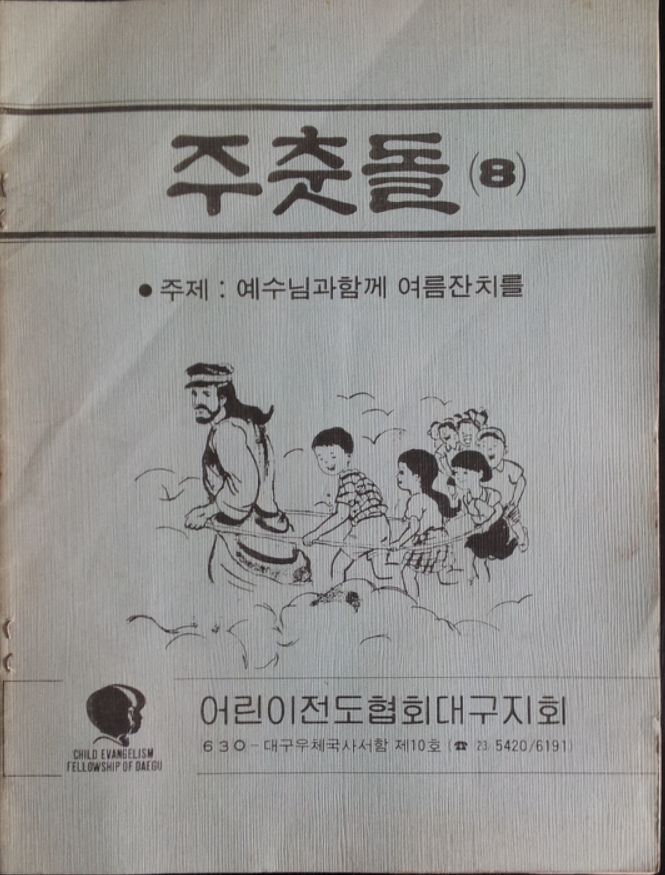 주춧돌(8)
● 주제 : 예수님과함께 여름잔치를
어린이전도협회대구지회
630-대구우체국사서함 제10호 (☎ 23. 5420/6191)
CHILD EVANGELISM
FELLOWSHIP OF DAEGU